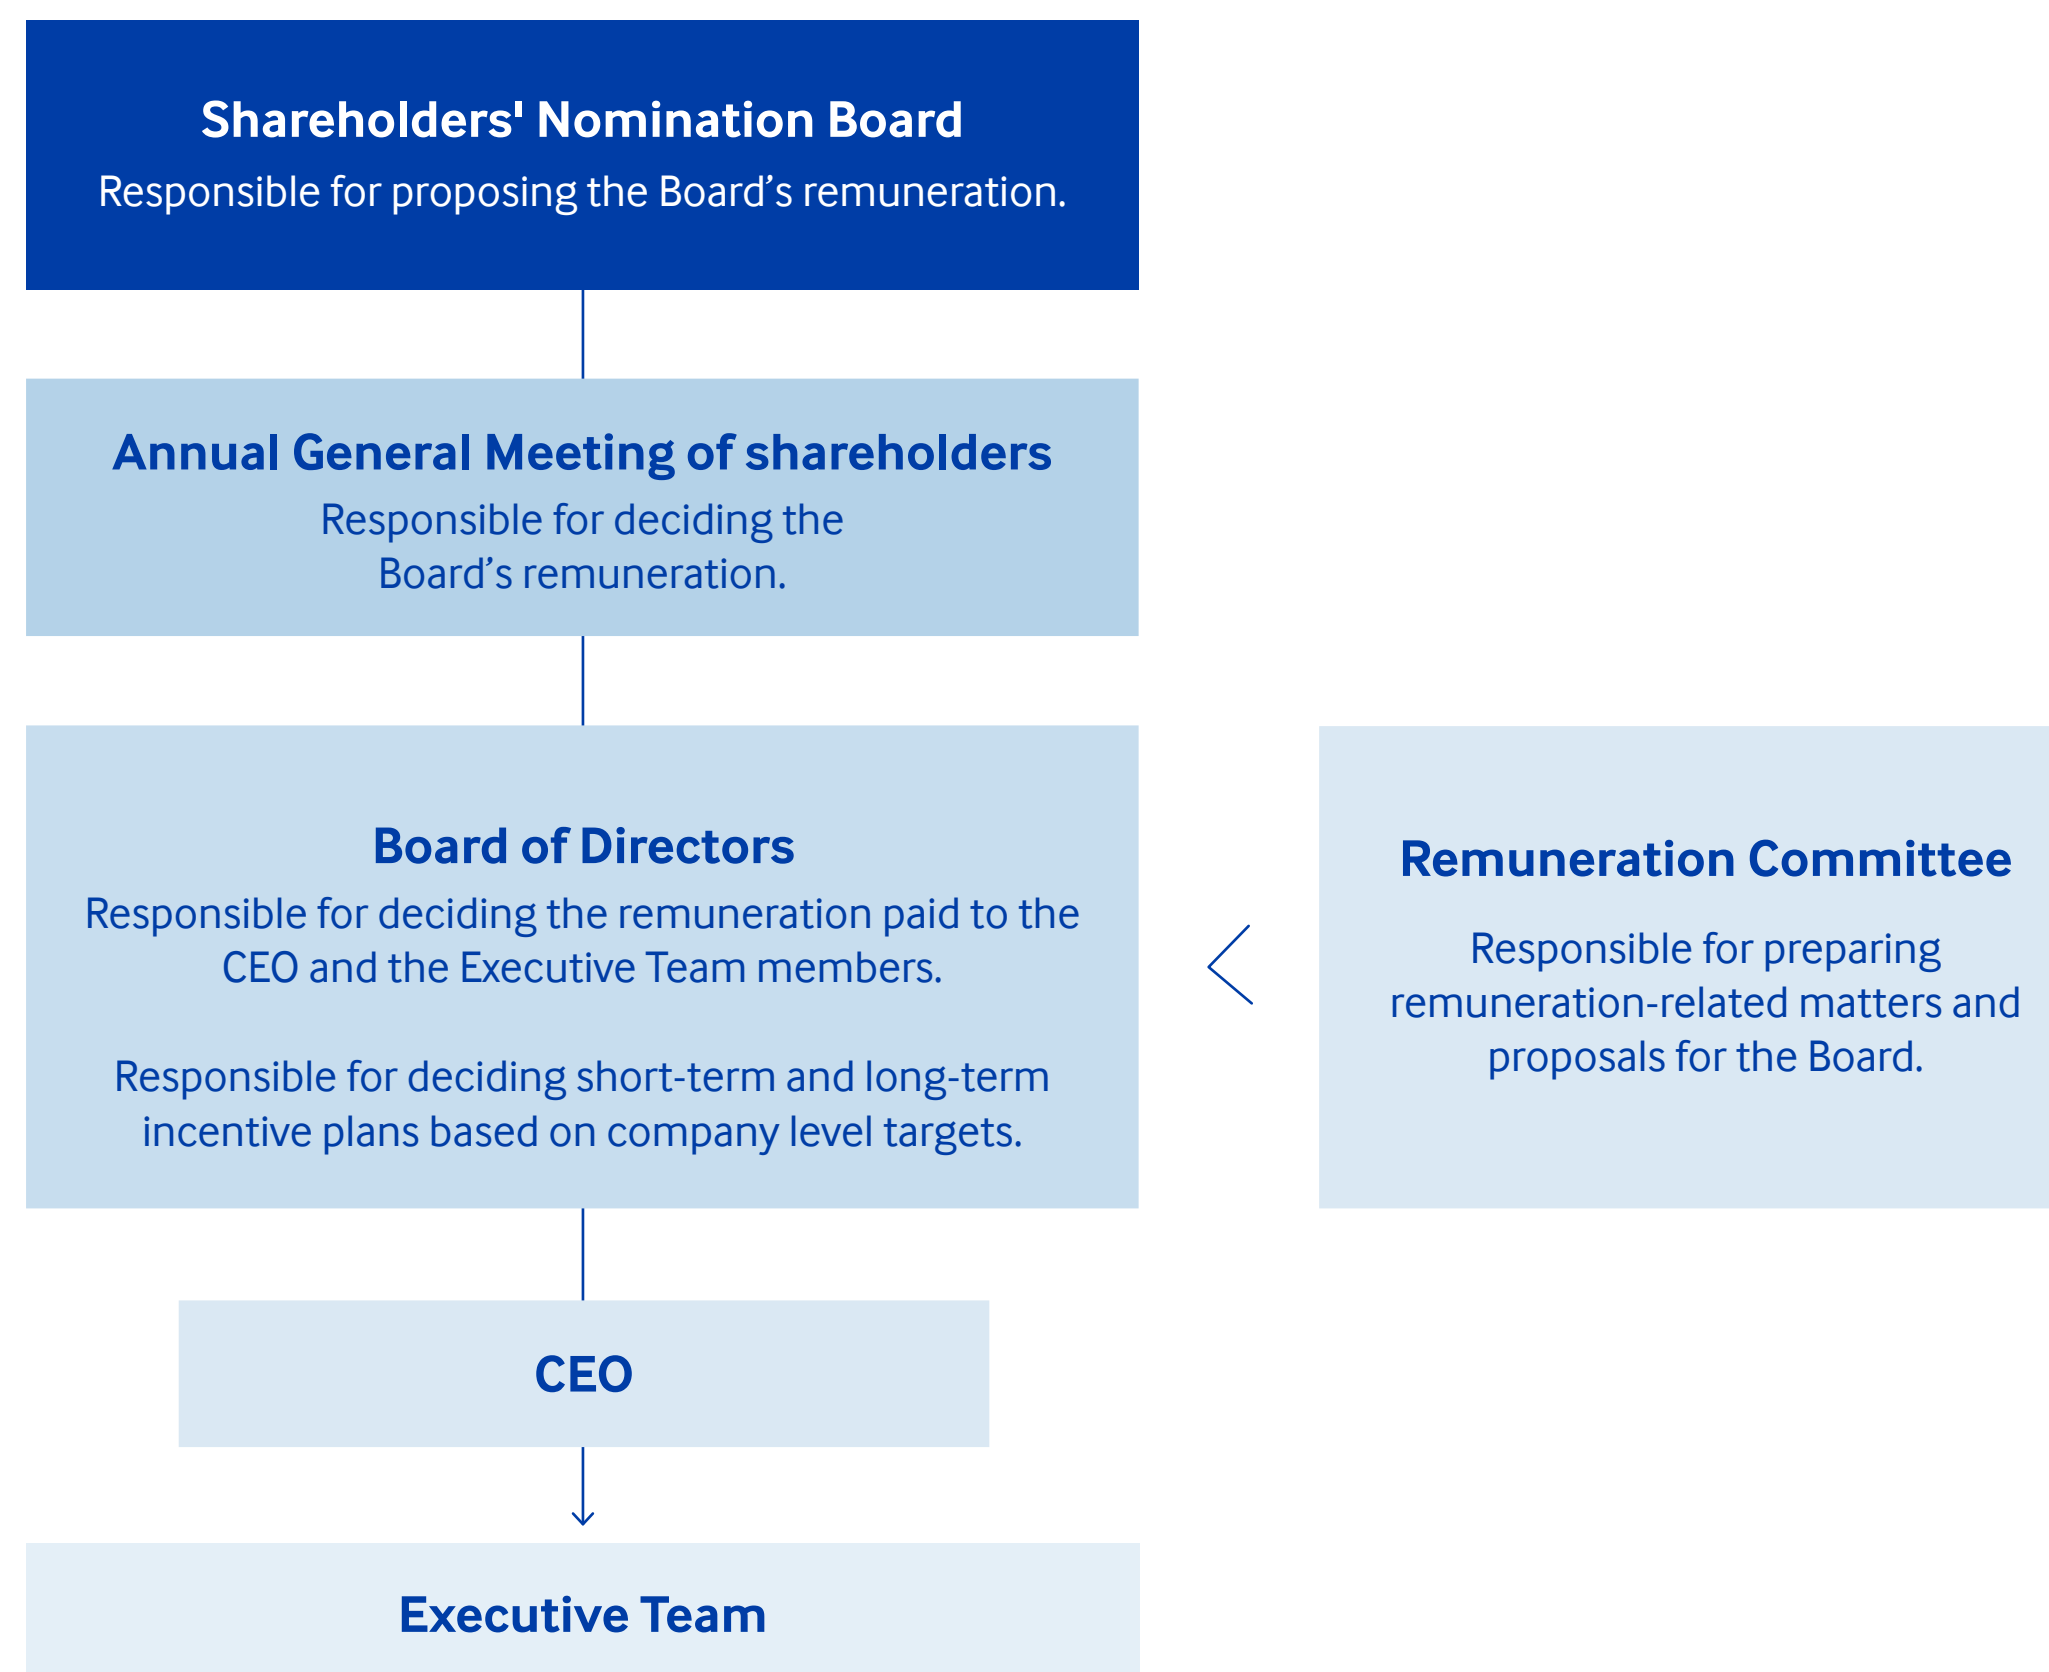 Shareholders' Nomination Board
Responsible for proposing the Board’s remuneration.
Annual General Meeting of shareholders
Responsible for deciding the
Board’s remuneration.
Board of Directors
Responsible for deciding the remuneration paid to the
CEO and the Executive Team members.
Responsible for deciding short-term and long-term
incentive plans based on company level targets.
Remuneration Committee
Responsible for preparing
remuneration-related matters and
proposals for the Board.
CEO
Executive Team